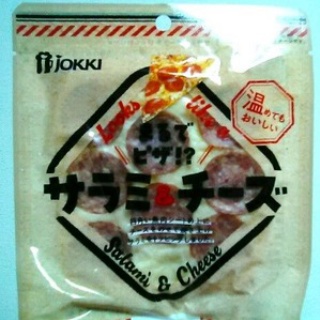 JOKKI
Looks like a
まるで
ピザ!?
温めても
おいしい
サラミ&チーズ
Salami & Cheese